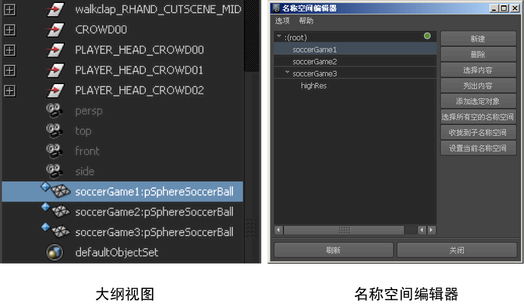 walkclap_RHAND_CUTSCENE_MID
CROWD00
PLAYER_HEAD_CROWD00
PLAYER_HEAD_CROWD01
PLAYER_HEAD_CROWD02
persp
top
front
side
soccerGame1:pSphereSoccerBall
soccerGame2:pSphereSoccerBall
soccerGame3:pSphereSoccerBall
defaultObjectSet
大纲视图
名称空间编辑器
选项 帮助
:(root)
soccerGame1
soccerGame2
soccerGame3
highRes
新建
删除
选择内容
列出内容
添加选定对象
选择所有空的名称空间
收拢到子名称空间
设置当前名称空间
刷新
关闭
名称空间编辑器